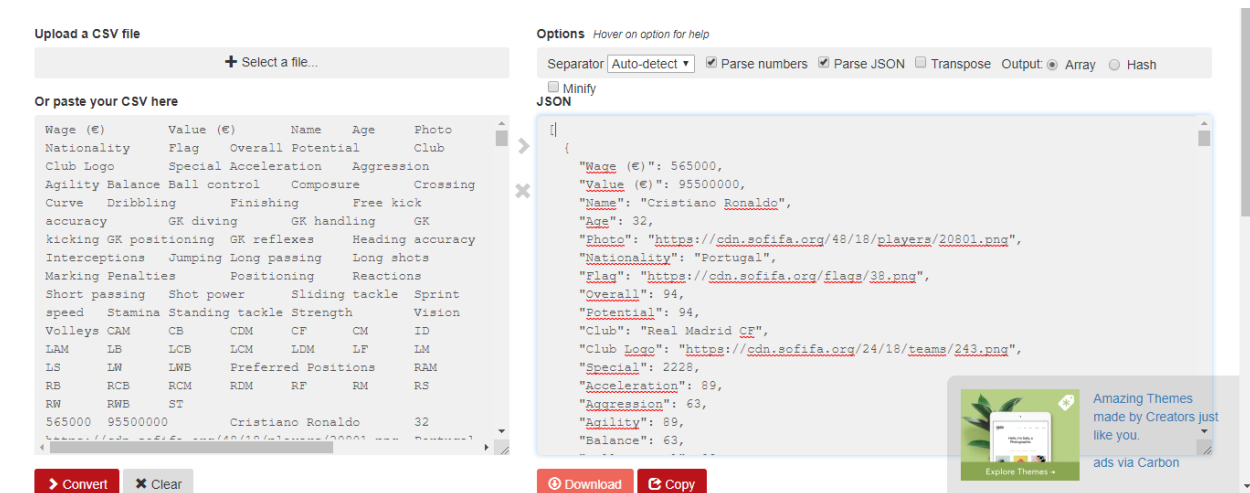 Upload a CSV file
+ Select a file...
Or paste your CSV here
Wage (€) Value (€) Name Age Photo
Nationality Flag Overall Potential Club
Club Logo Special Acceleration Aggression
Agility Balance Ball control Composure Crossing
Curve Dribbling Finishing Free kick
accuracy GK diving GK handling GK
kicking GK positioning GK reflexes Heading accuracy
Interceptions Jumping Long passing Long shots
Marking Penalties Positioning Reactions
Short passing Shot power Sliding tackle Sprint
speed Stamina Standing tackle Strength Vision
Volleys CAM CB CDM CF CM ID
LAM LB LCB LCM LDM LF LM
LS LW LWB Preferred Positions RAM
RB RCB RCM RDM RF RM RS
RW RWB ST
565000 95500000 Cristiano Ronaldo 32
https://cdn.sofifa.org/48/18/players/20801.png Portugal
Convert
Clear
Options Hover on option for help
Separator Auto-detect Parse numbers Parse JSON Transpose Output: Array Hash
Minify
JSON
[
{
"Wage (€)": 565000,
"Value (€)": 95500000,
"Name": "Cristiano Ronaldo",
"Age": 32,
"Photo": "https://cdn.sofifa.org/48/18/players/20801.png",
"Nationality": "Portugal",
"Flag": "https://cdn.sofifa.org/flags/38.png",
"Overall": 94,
"Potential": 94,
"Club": "Real Madrid CF",
"Club Logo": "https://cdn.sofifa.org/24/18/teams/243.png",
"Special": 2228,
"Acceleration": 89,
"Aggression": 63,
"Agility": 89,
"Balance": 63,
Download
Copy
Explore Themes
Amazing Themes
made by Creators just
like you.
ads via Carbon